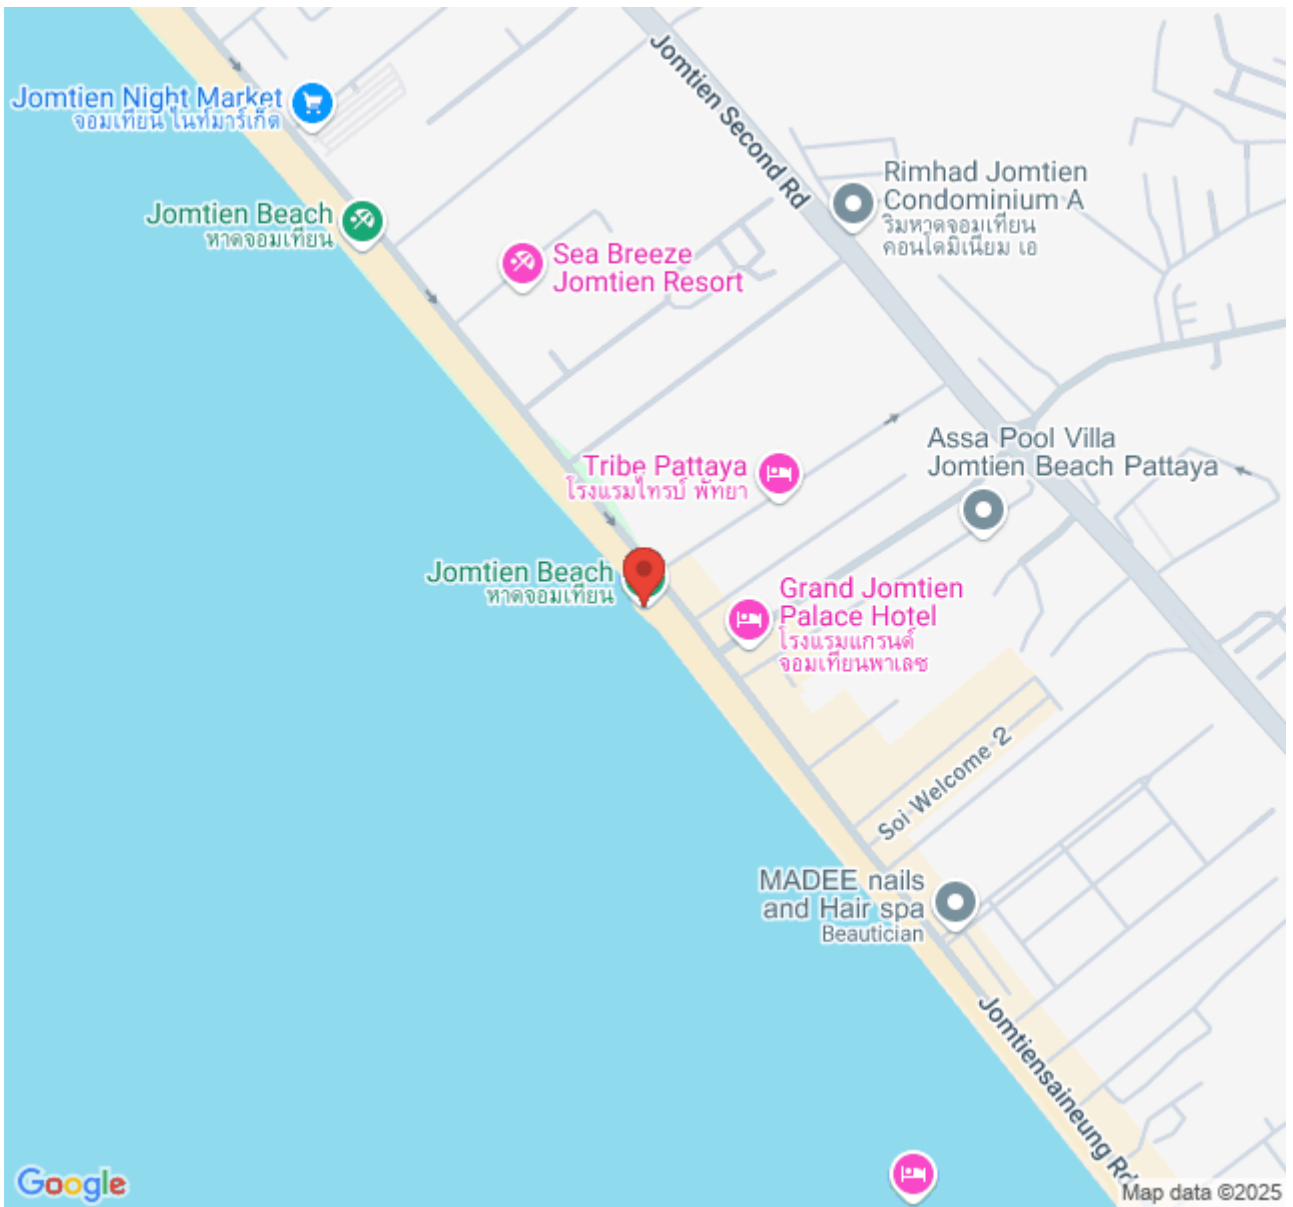 Jomtien Second Rd
Jomtien Night Market
จอมเทียน ไนท์มาร์เก็ต
Rimhad Jomtien
Condominium A
ริมหาดจอมเทียน
คอนโดมิเนียม เอ
Jomtien Beach
หาดจอมเทียน
Sea Breeze
Jomtien Resort
Assa Pool Villa
Jomtien Beach Pattaya
Tribe Pattaya
โรงแรมไทรบ์ พัทยา
Jomtien Beach
หาดจอมเทียน
Grand Jomtien
Palace Hotel
โรงแรมแกรนด์
จอมเทียนพาเลซ
Soi Welcome 2
MADEE nails
and Hair spa
Beautician
Jomtiensaineung Rd
Google
Map data ©2025